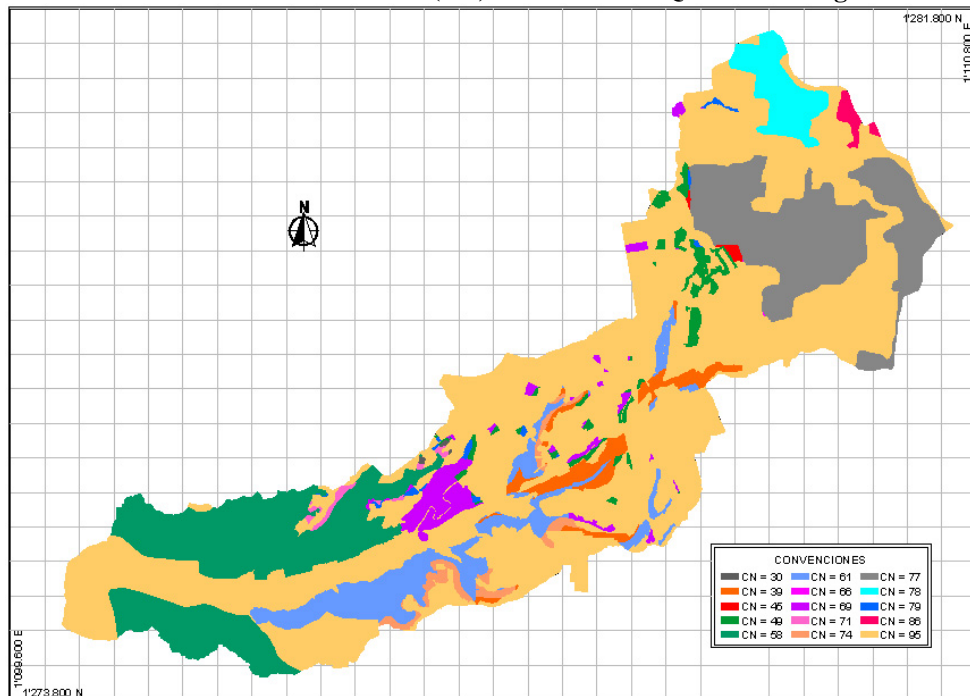 1'281.800 N
1'110.800 E
N
CONVENCIONES
CN = 30 CN = 61 CN = 77
CN = 39 CN = 66 CN = 78
CN = 45 CN = 69 CN = 79
CN = 49 CN = 71 CN = 86
CN = 58 CN = 74 CN = 95
1'099.600 E
1'273.800 N